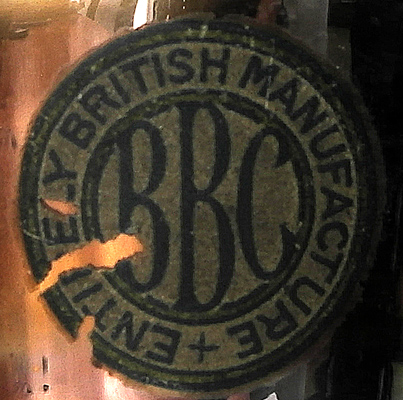 ENTIRELY BRITISH MANUFACTURE +
BBC